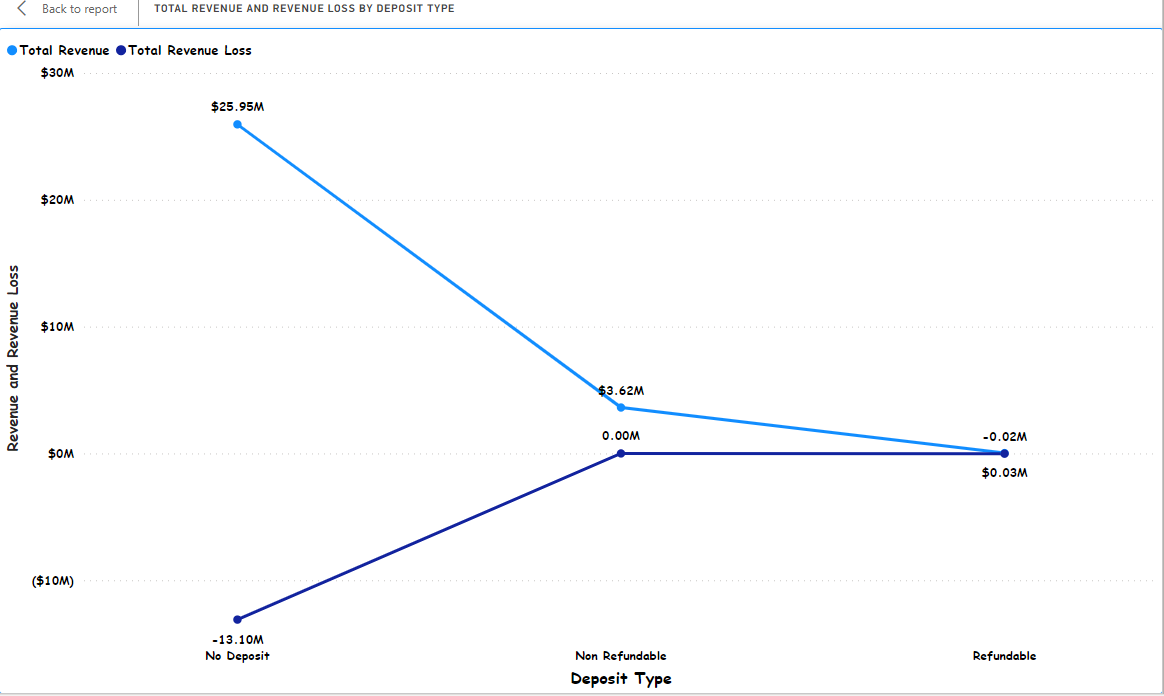 Back to report
TOTAL REVENUE AND REVENUE LOSS BY DEPOSIT TYPE
Total Revenue Total Revenue Loss
$30M
$25.95M
$20M
$10M
$3.62M
0.00M
-0.02M
$0M
$0.03M
($10M)
-13.10M
No Deposit Non Refundable Refundable
Deposit Type
Revenue and Revenue Loss